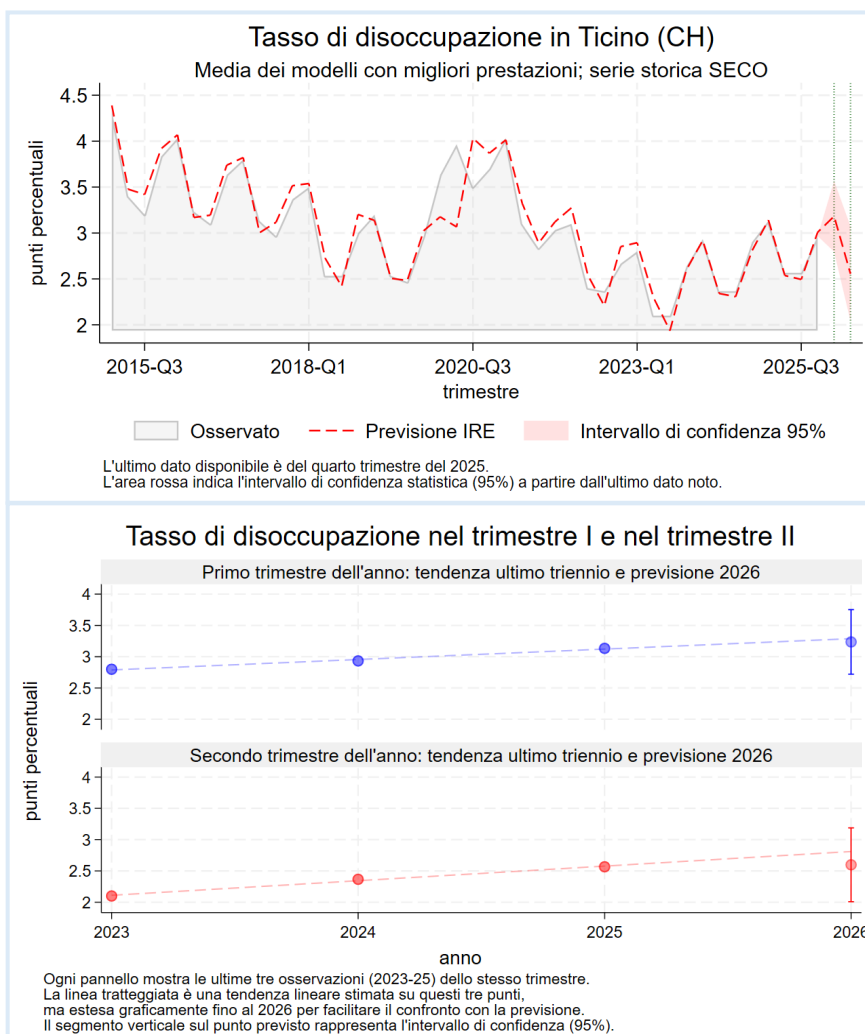 Tasso di disoccupazione in Ticino (CH)
Media dei modelli con migliori prestazioni; serie storica SECO
punti percentuali
4.5
4
3.5
3
2.5
2
2015-Q3 2018-Q1 2020-Q3 2023-Q1 2025-Q3
trimestre
Osservato Previsione IRE Intervallo di confidenza 95%
L'ultimo dato disponibile è del quarto trimestre del 2025.
L'area rossa indica l'intervallo di confidenza statistica (95%) a partire dall'ultimo dato noto.
Tasso di disoccupazione nel trimestre I e nel trimestre II
Primo trimestre dell'anno: tendenza ultimo triennio e previsione 2026
punti percentuali
4
3.5
3
2.5
2
Secondo trimestre dell'anno: tendenza ultimo triennio e previsione 2026
4
3.5
3
2.5
2
2023 2024 2025 2026
anno
Ogni pannello mostra le ultime tre osservazioni (2023-25) dello stesso trimestre.
La linea tratteggiata è una tendenza lineare stimata su questi tre punti,
ma estesa graficamente fino al 2026 per facilitare il confronto con la previsione.
Il segmento verticale sul punto previsto rappresenta l'intervallo di confidenza (95%).